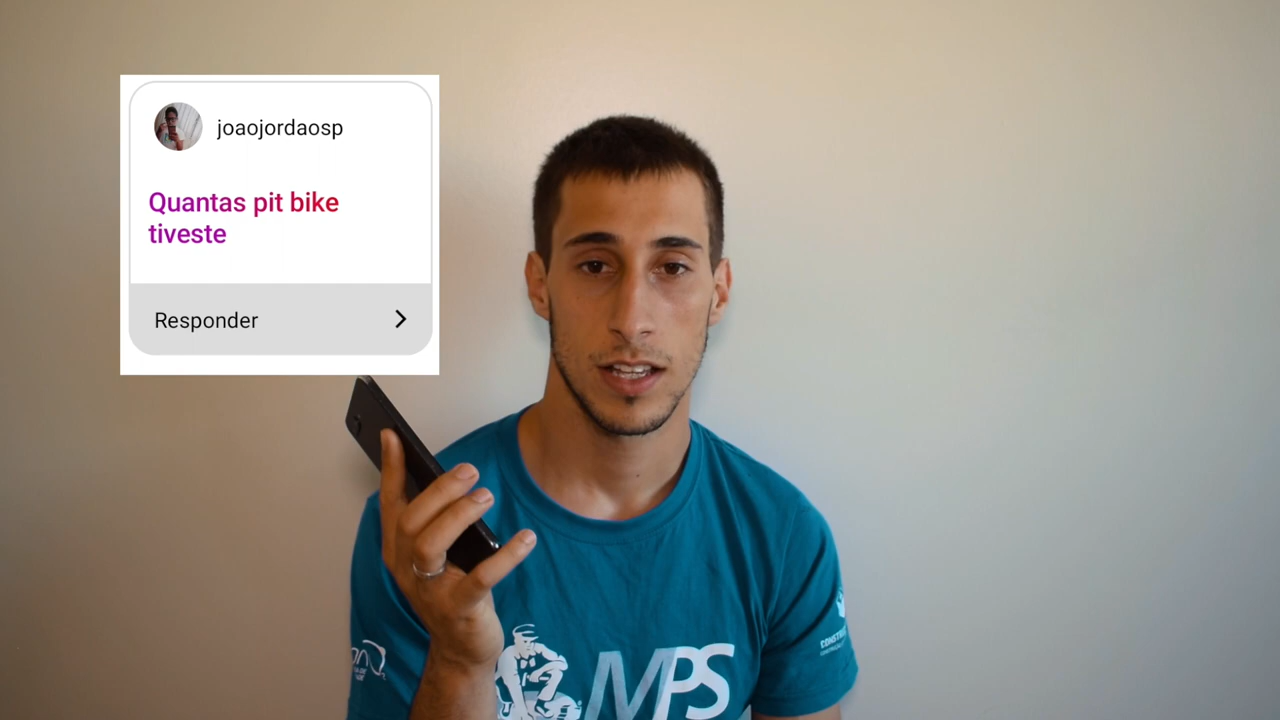 joaojordaosp
Quantas pit bike
tiveste
Responder
MPS